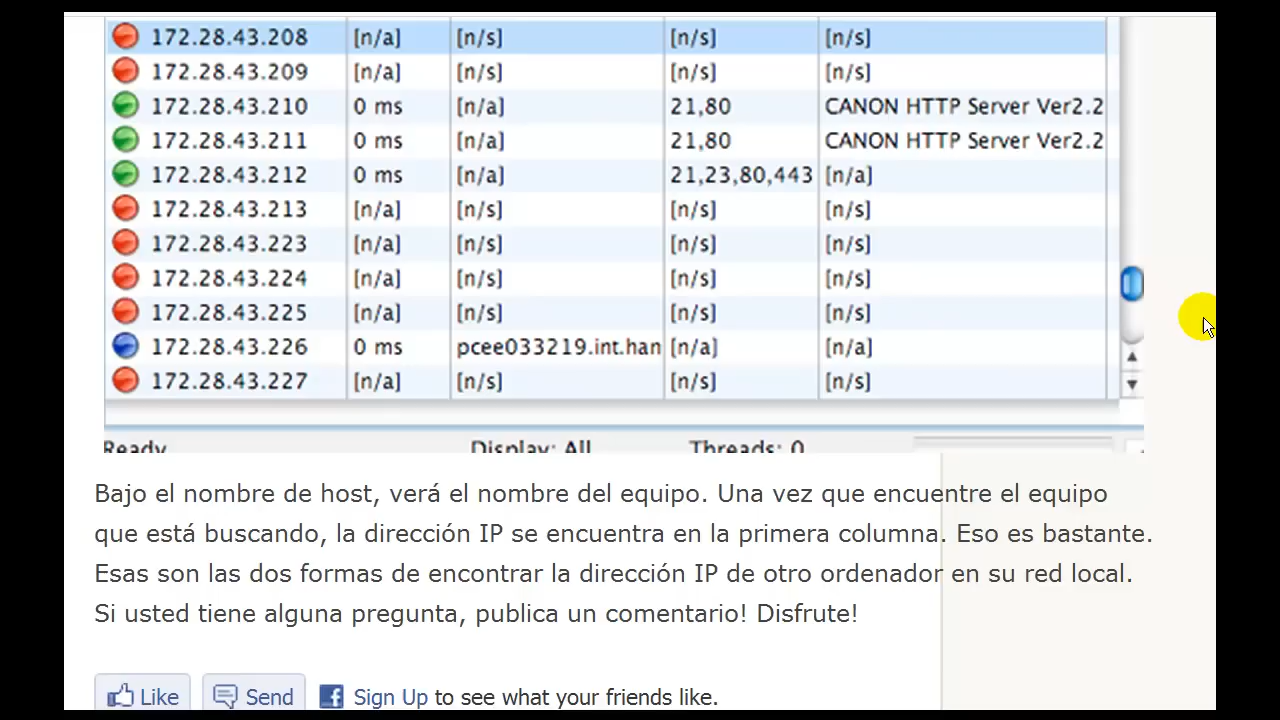 172.28.43.208 [n/a] [n/s] [n/s] [n/s]
172.28.43.209 [n/a] [n/s] [n/s] [n/s]
172.28.43.210 0 ms [n/a] 21,80 CANON HTTP Server Ver2.2
172.28.43.211 0 ms [n/a] 21,80 CANON HTTP Server Ver2.2
172.28.43.212 0 ms [n/a] 21,23,80,443 [n/a]
172.28.43.213 [n/a] [n/s] [n/s] [n/s]
172.28.43.223 [n/a] [n/s] [n/s] [n/s]
172.28.43.224 [n/a] [n/s] [n/s] [n/s]
172.28.43.225 [n/a] [n/s] [n/s] [n/s]
172.28.43.226 0 ms pcee033219.int.han [n/a] [n/a]
172.28.43.227 [n/a] [n/s] [n/s] [n/s]
Ready Display: All Threads: 0
Bajo el nombre de host, verá el nombre del equipo. Una vez que encuentre el equipo
que está buscando, la dirección IP se encuentra en la primera columna. Eso es bastante.
Esas son las dos formas de encontrar la dirección IP de otro ordenador en su red local.
Si usted tiene alguna pregunta, publica un comentario! Disfrute!
Like Send Sign Up to see what your friends like.